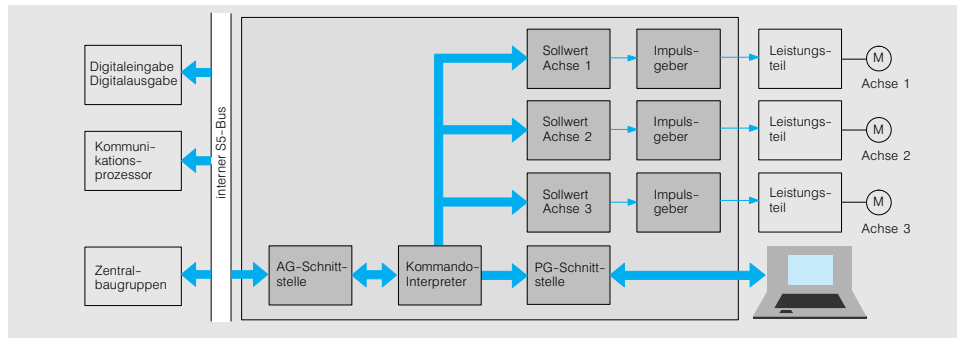 Digitaleingabe
Digitalausgabe
Kommuni-
kations-
prozessor
Zentral-
baugruppen
interner S5-Bus
AG-Schnitt-
stelle
Kommando-
Interpreter
Sollwert
Achse 1
Impuls-
geber
Leistungs-
teil
M
Achse 1
Sollwert
Achse 2
Impuls-
geber
Leistungs-
teil
M
Achse 2
Sollwert
Achse 3
Impuls-
geber
Leistungs-
teil
M
Achse 3
PG-Schnitt-
stelle